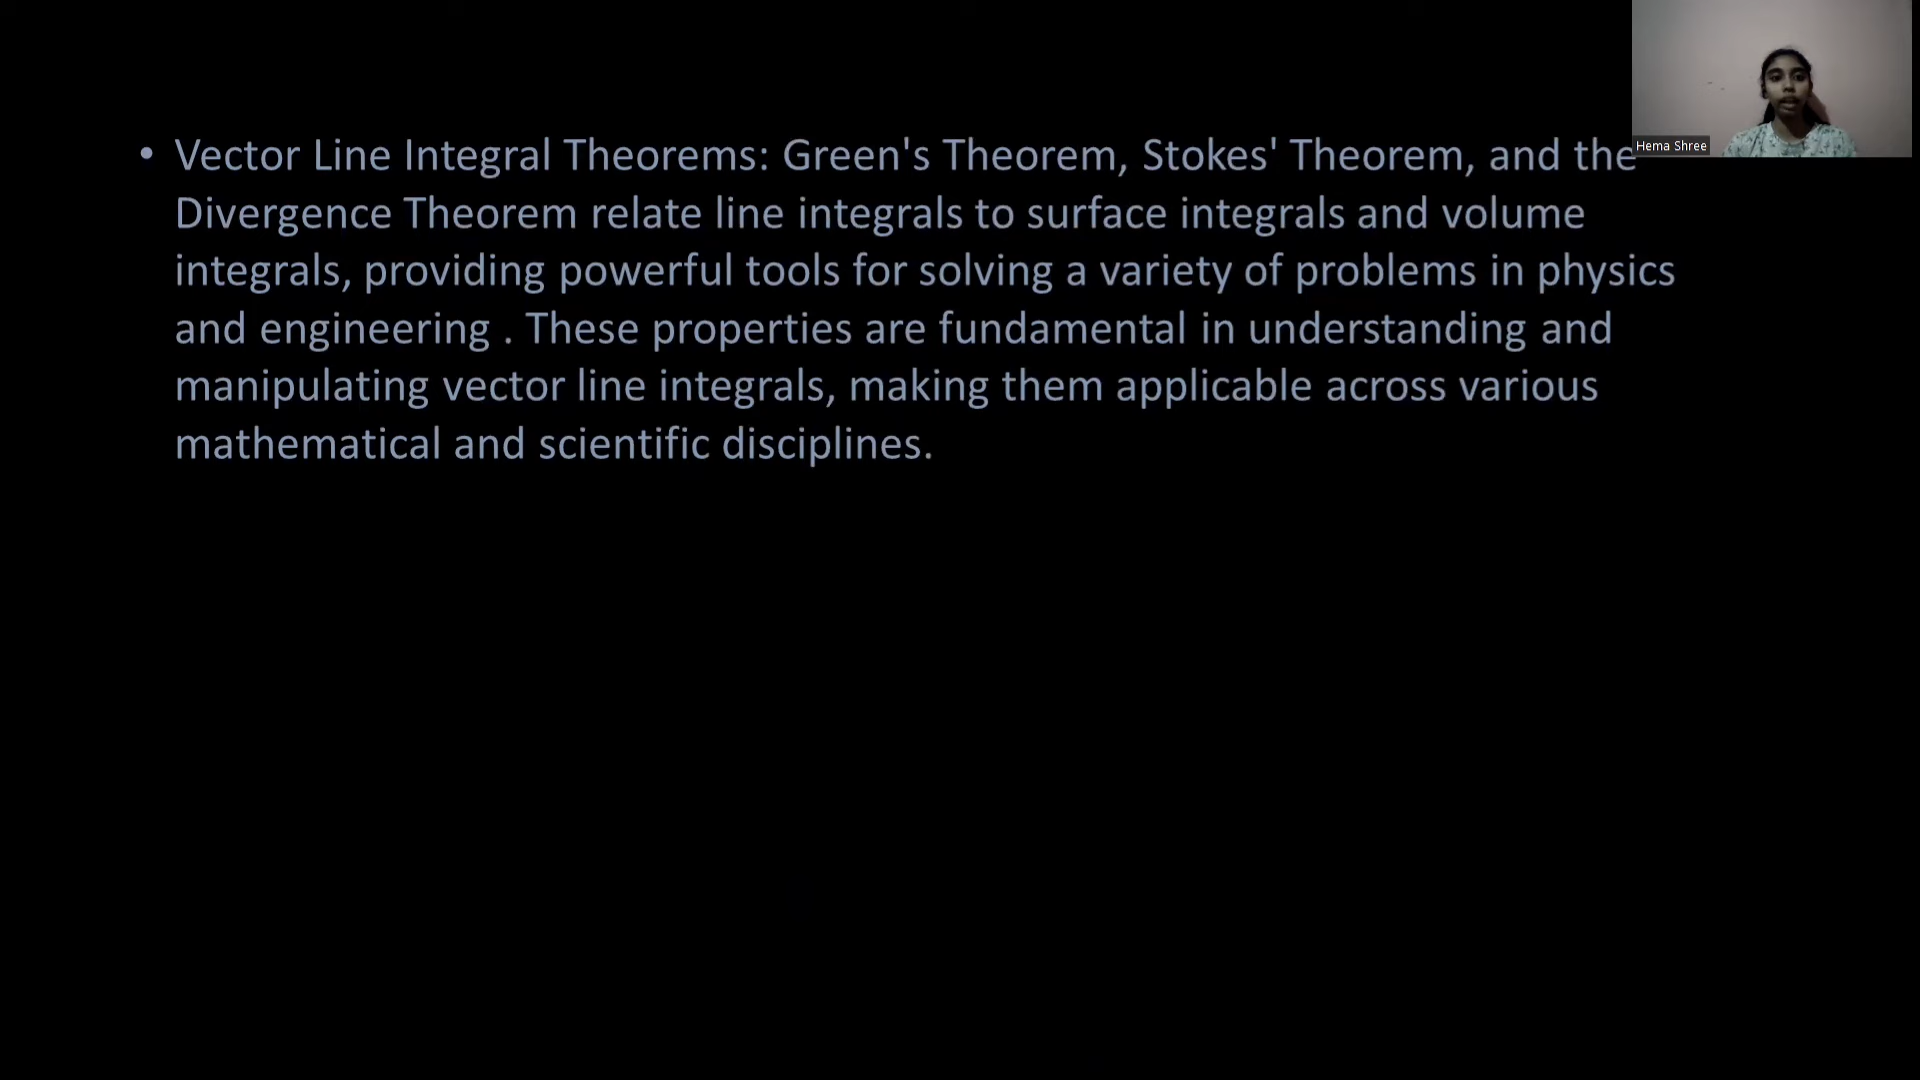 • Vector Line Integral Theorems: Green's Theorem, Stokes' Theorem, and the
Divergence Theorem relate line integrals to surface integrals and volume
integrals, providing powerful tools for solving a variety of problems in physics
and engineering . These properties are fundamental in understanding and
manipulating vector line integrals, making them applicable across various
mathematical and scientific disciplines.
Hema Shree